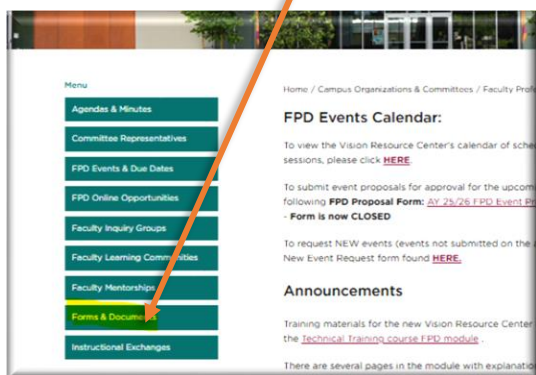 Menu
Agendas & Minutes
Committee Representatives
FPD Events & Due Dates
FPD Online Opportunities
Faculty Inquiry Groups
Faculty Learning Communities
Faculty Mentorships
Forms & Documents
Instructional Exchanges
Home / Campus Organizations & Committees / Faculty
FPD Events Calendar:
To view the Vision Resource Center's calendar of
sessions, please click HERE.
To submit event proposals for approval for the
following FPD Proposal Form: AY 25/26 FPD Event
- Form is now CLOSED
To request NEW events (events not submitted on the
New Event Request form found HERE.
Announcements
Training materials for the new Vision Resource Center
the Technical Training course FPD module .
There are several pages in the module with